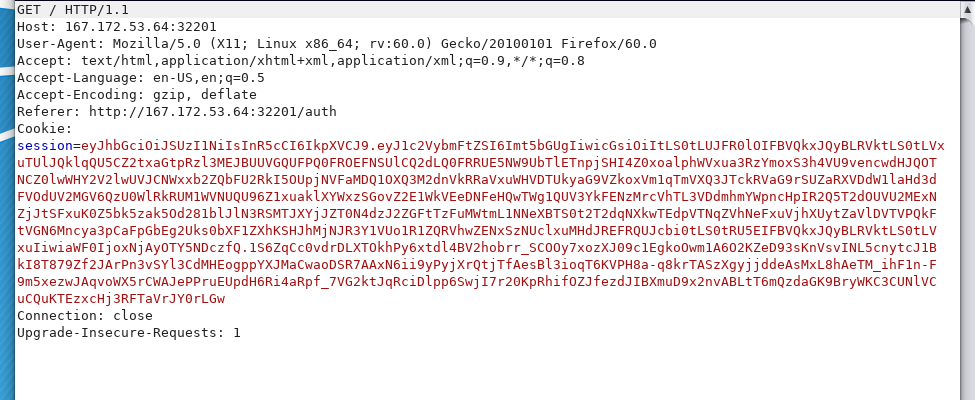 GET / HTTP/1.1
Host: 167.172.53.64:32201
User-Agent: Mozilla/5.0 (X11; Linux x86_64; rv:60.0) Gecko/20100101 Firefox/60.0
Accept: text/html,application/xhtml+xml,application/xml;q=0.9,*/*;q=0.8
Accept-Language: en-US,en;q=0.5
Accept-Encoding: gzip, deflate
Referer: http://167.172.53.64:32201/auth
Cookie:
session=eyJhbGciOiJSUzI1NiIsInR5cCI6IkpXVCJ9.eyJ1c2VybmFtZSI6Imt5bGUgIiwicGsiOiItLS0tLUJFR0lOIFBVQkxJQyBLRVktLS0tLVx
uTUlJQklqQU5CZ2txaGtpRzl3MEJBUUVGQUFPQ0FROEFNSUlCQ2dLQ0FRRUE5NW9UbTlETnpjSHI4Z0xoalphWVxua3RzYmoxS3h4VU9vencwdHJQOT
NCZ0lwWHY2V2lwUVJCNWxxb2ZQbFU2RkI5OUpjNVFaMDQ1OXQ3M2dnVkRRaVxuWHVDTUkyaG9VZkoxVm1qTmVXQ3JTckRVaG9rSUZaRXVDdW1laHd3d
FVOdUV2MGV6QzU0WlRkRUM1WVNUQU96Z1xuaklXYWxzSGovZ2E1WkVEeDNFeHQwTWg1QUV3YkFENzMrcVhTL3VDdmhmYWpncHpIR2Q5T2dOUVU2MExN
ZjJtSFxuK0Z5bk5zak5Od281blJlN3RSMTJXYjJZT0N4dzJ2ZGFtTzFuMWtmL1NNeXBTS0t2T2dqNXkwTEdpVTNqZVhNeFxuVjhXUytZaVlDVTVPQkF
tVGN6Mncya3pCaFpGbEg2Uks0bXF1ZXhKSHJhMjNJR3Y1VUo1R1ZQRVhwZENxSzNUclxuMHdJREFRQUJcbi0tLS0tRU5EIFBVQkxJQyBLRVktLS0tLV
xuIiwiaWF0IjoxNjAyOTY5NDczfQ.1S6ZqCc0vdrDLXTOkhPy6xtdl4BV2hobrr_SCOOy7xozXJ09c1EgkoOwm1A6O2KZeD93sKnVsvINL5cnytcJ1B
kI8T879Zf2JArPn3vSYl3CdMHEogppYXJMaCwaoDSR7AAxN6ii9yPyjXrQtjTfAesBl3ioqT6KVPH8a-q8krTASzXgyjjddeAsMxL8hAeTM_ihF1n-F
9m5xezwJAqvoWX5rCWAJePPruEUpdH6Ri4aRpf_7VG2ktJqRciDlpp6SwjI7r20KpRhifOZJfezdJIBXmuD9x2nvABLtT6mQzdaGK9BryWKC3CUNlVC
uCQuKTEzxcHj3RFTaVrJY0rLGw
Connection: close
Upgrade-Insecure-Requests: 1